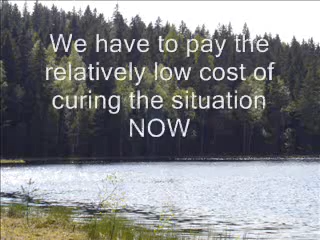 We have to pay the
relatively low cost of
curing the situation
NOW